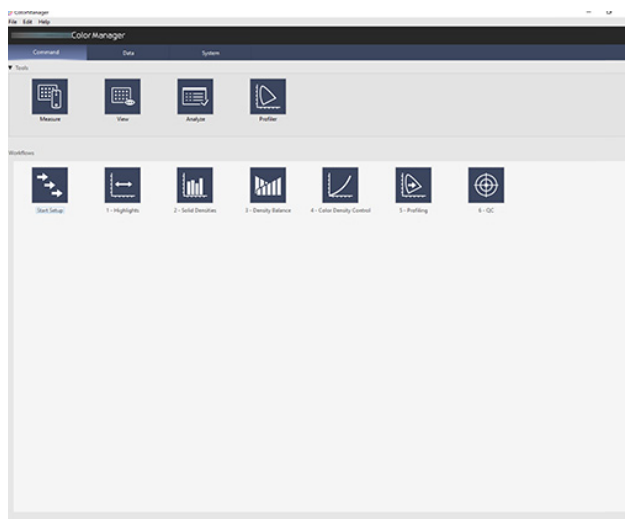 ColorManager
File Edit Help
Color Manager
Command Data System
▼ Tools
Measure View Analyze Profiler
Workflows
Start Setup 1 - Highlights 2 - Solid Densities 3 - Density Balance 4 - Color Density Control 5 - Profiling 6 - QC